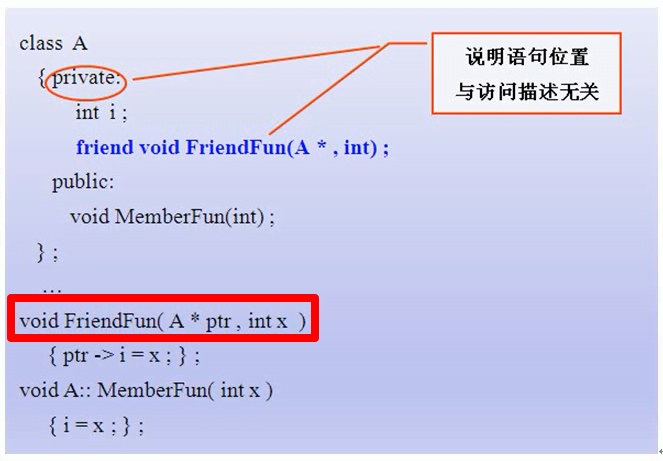 class A
{ private:
说明语句位置
与访问描述无关
int i ;
friend void FriendFun(A * , int) ;
public:
void MemberFun(int) ;
} ;
…
void FriendFun( A * ptr , int x )
{ ptr -> i = x ; } ;
void A:: MemberFun( int x )
{ i = x ; } ;